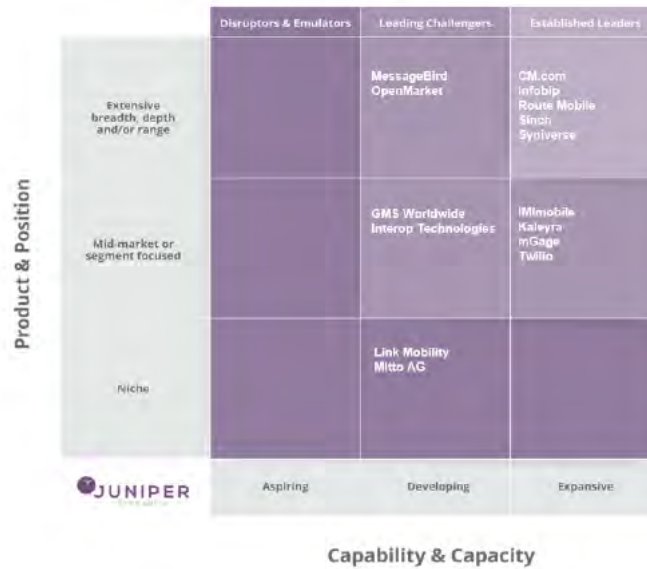 Disruptors & Emulators
Leading Challengers
Established Leaders
Product & Position
Extensive
breadth, depth
and/or range
MessageBird
OpenMarket
CM.com
Infobip
Route Mobile
Sinch
Syniverse
Mid-market or
segment focused
GMS Worldwide
Interop Technologies
IMImobile
Kaleyra
mGage
Twilio
Niche
Link Mobility
Mitto AG
JUNIPER
Aspiring
Developing
Expansive
Capability & Capacity